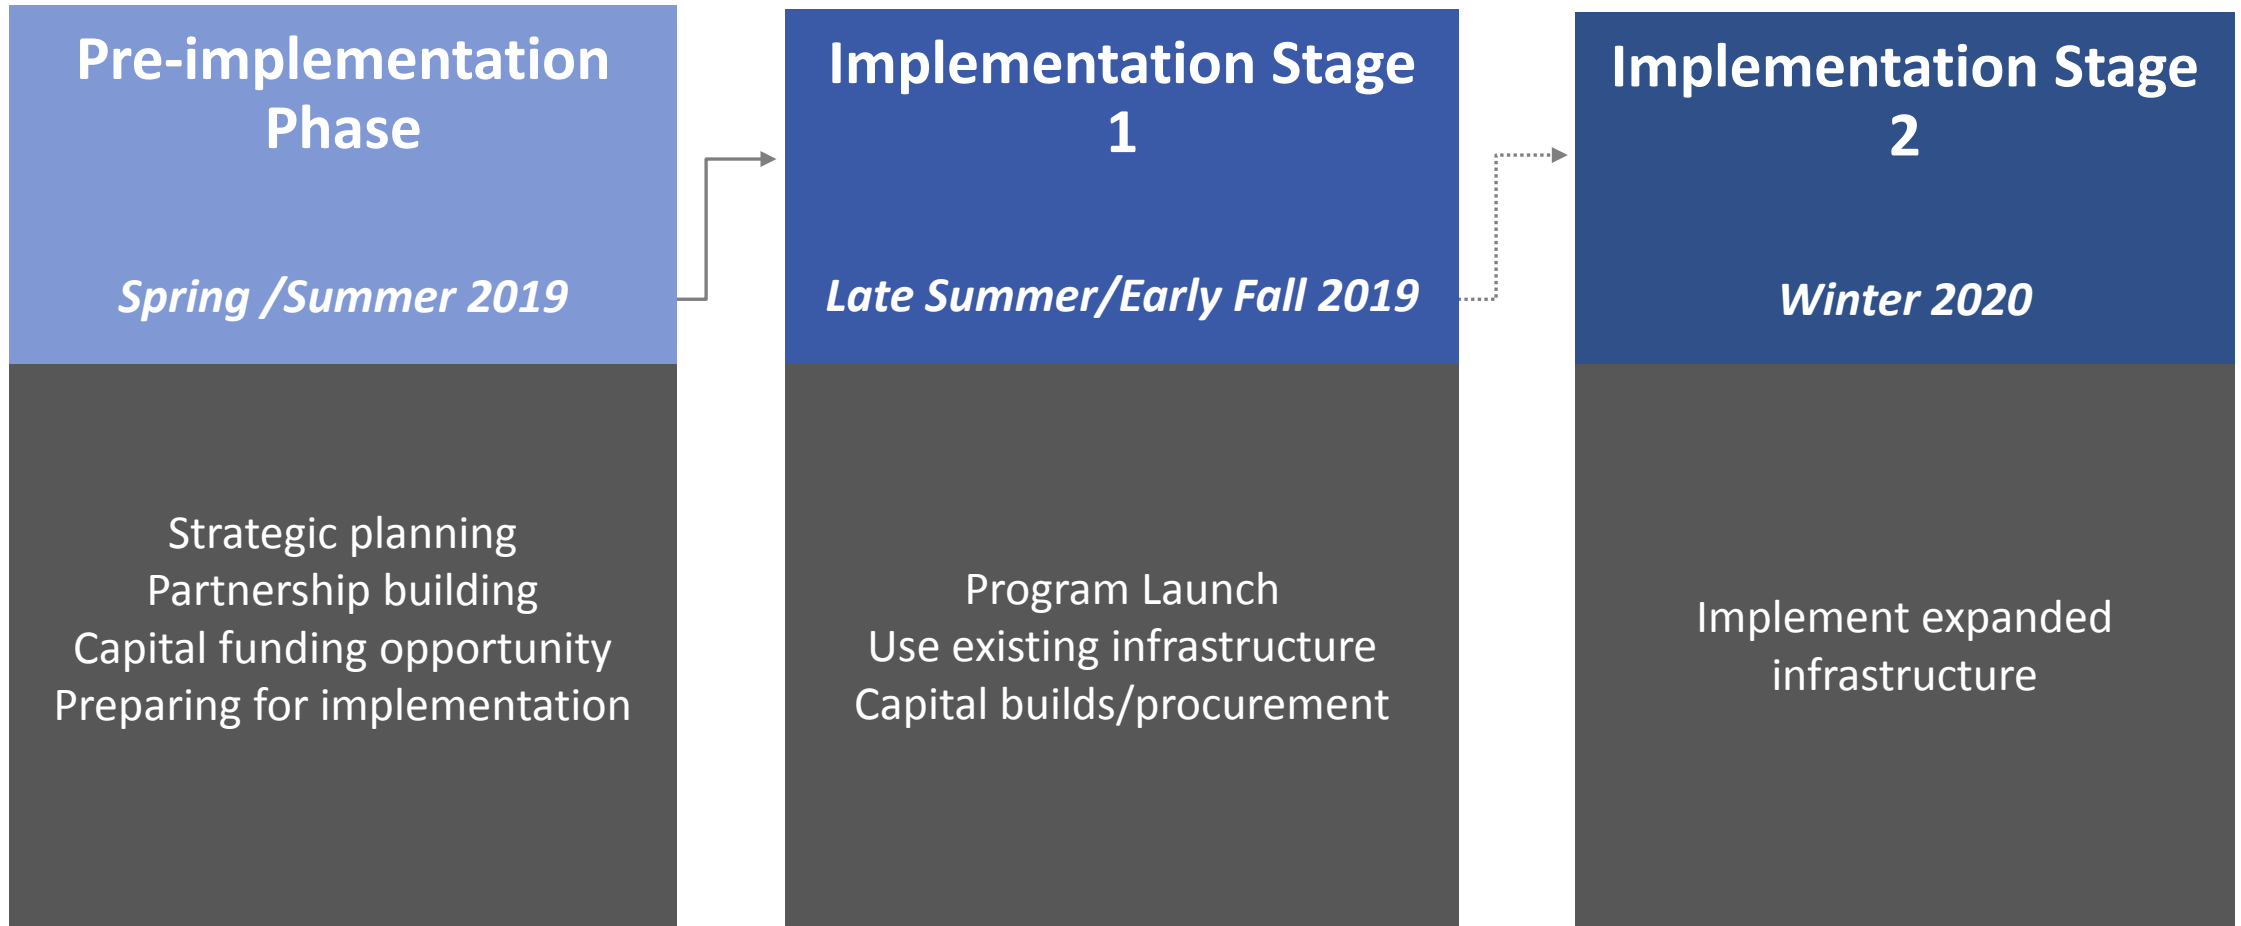 Pre-implementation
Phase
Spring /Summer 2019
Strategic planning
Partnership building
Capital funding opportunity
Preparing for implementation
Implementation Stage
1
Late Summer/Early Fall 2019
Program Launch
Use existing infrastructure
Capital builds/procurement
Implementation Stage
2
Winter 2020
Implement expanded
infrastructure